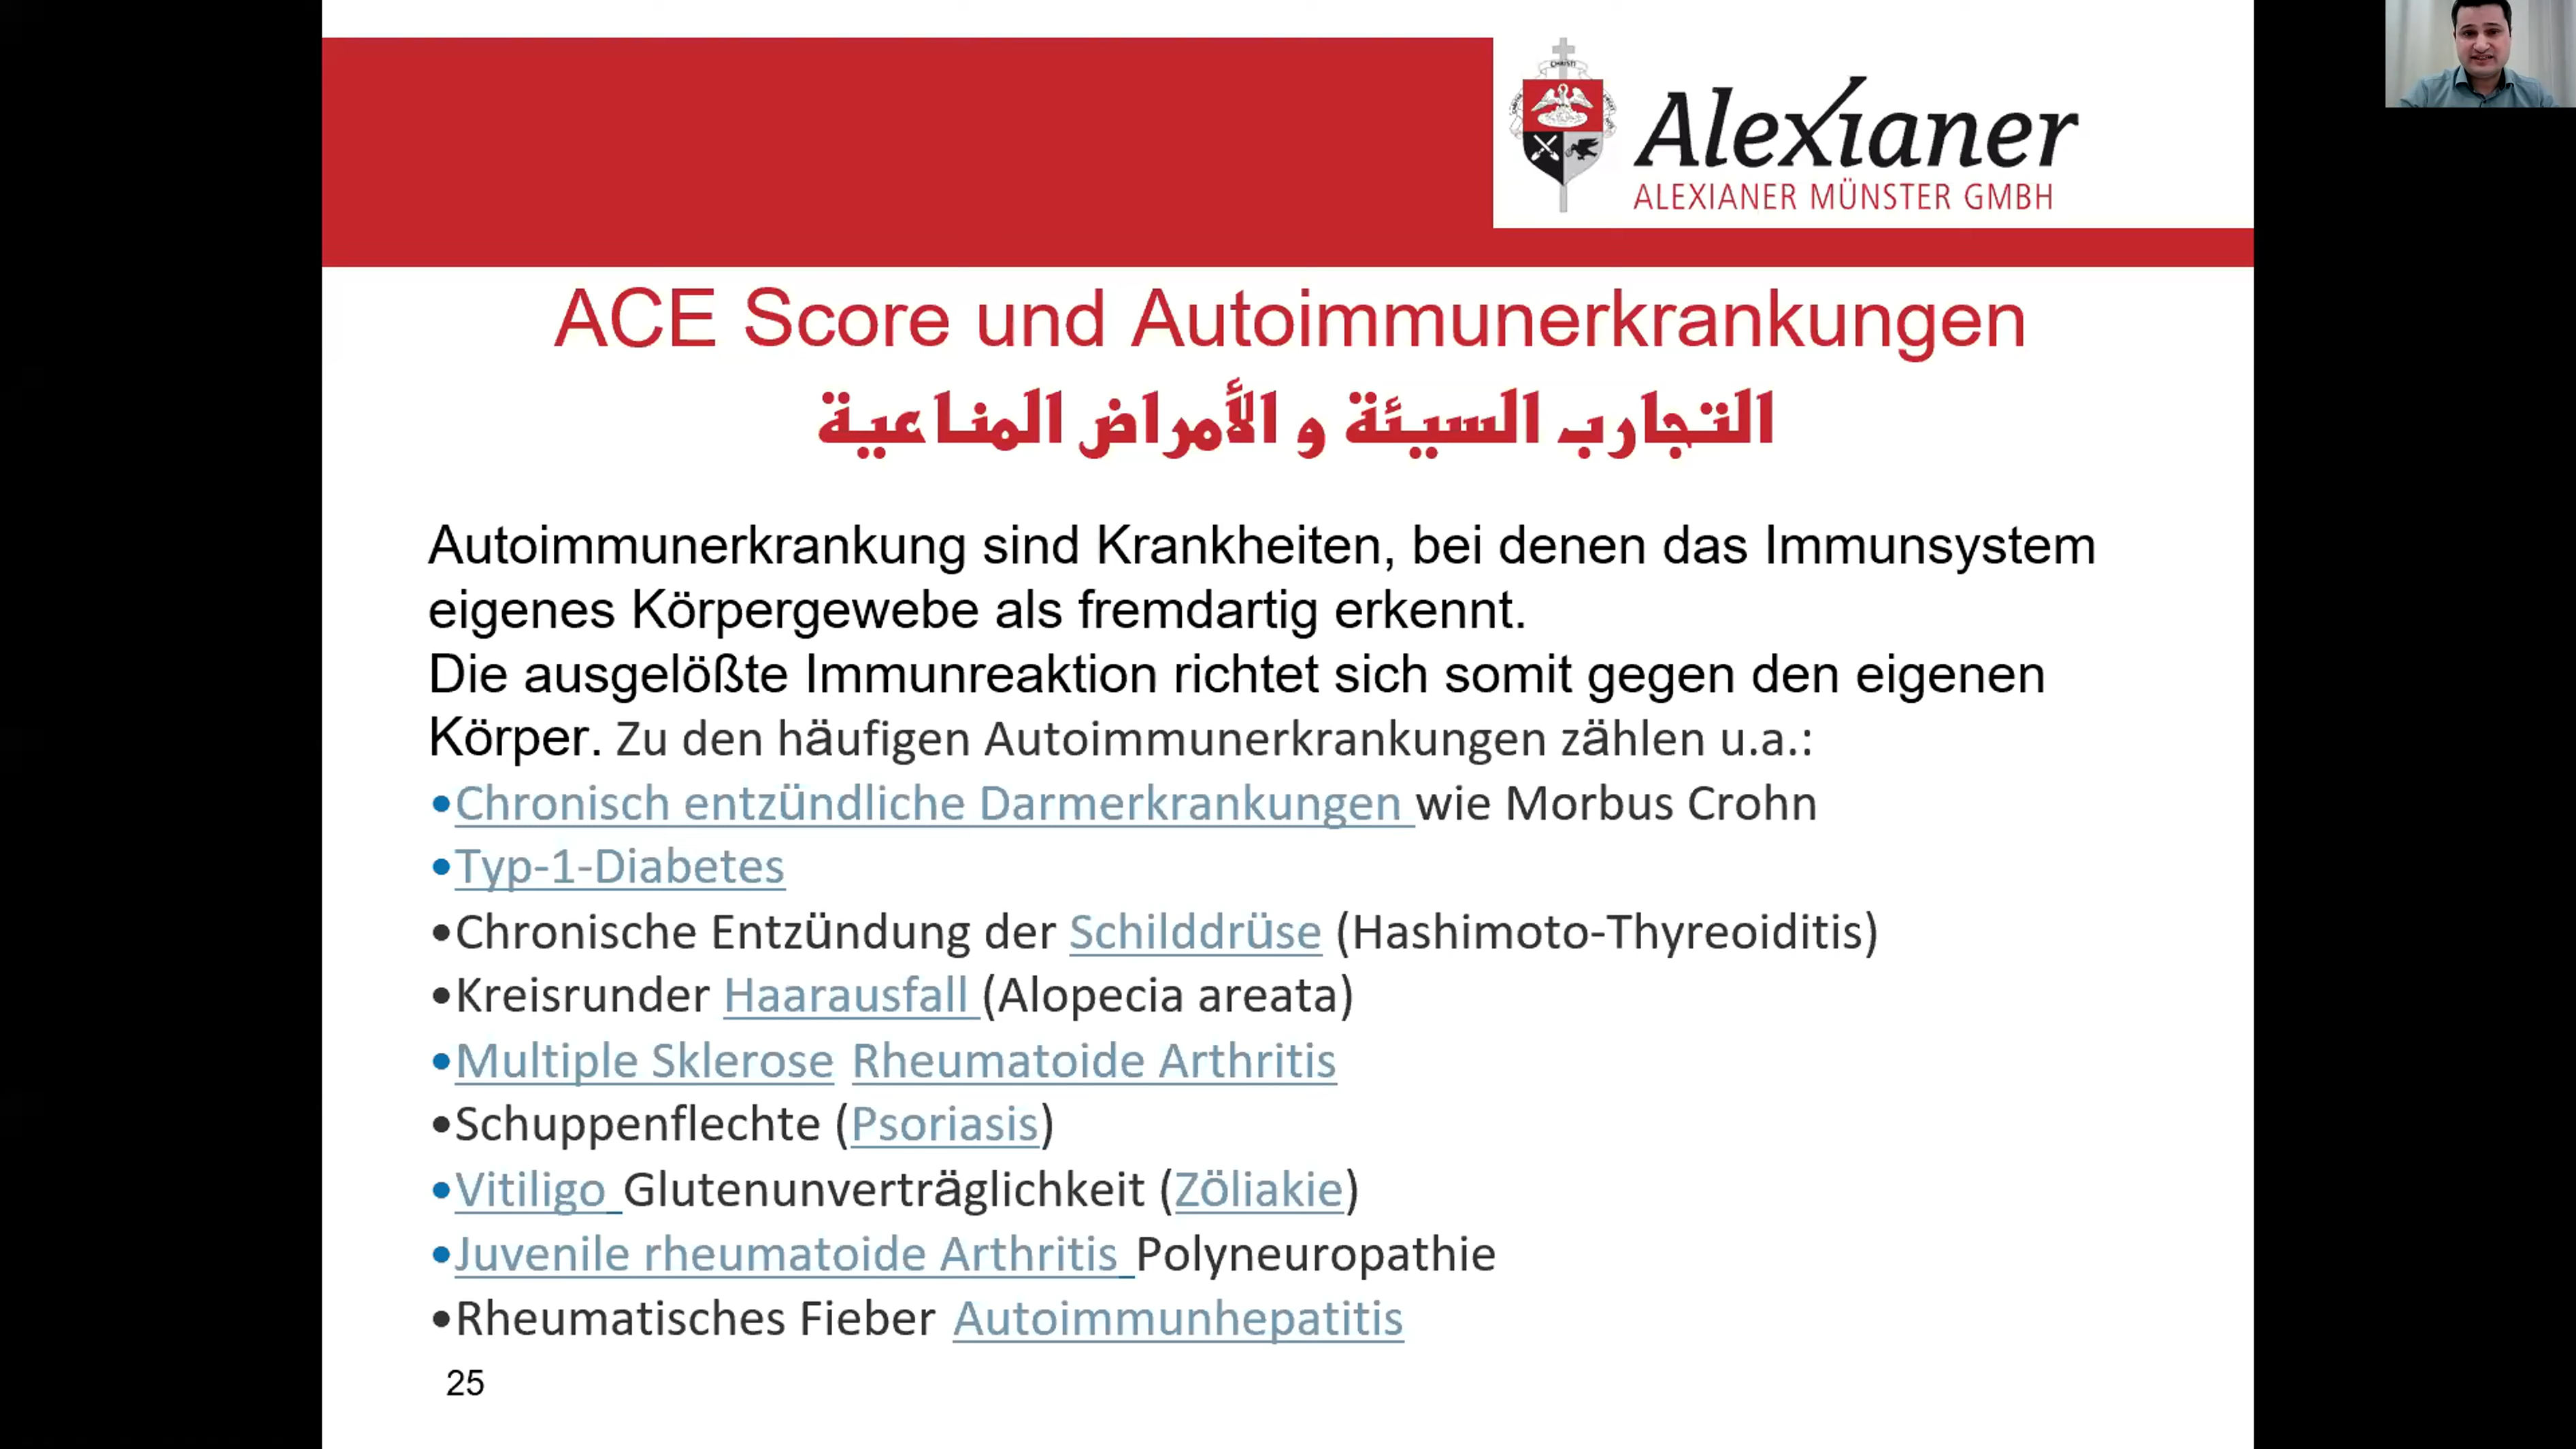 CHRISTI
Alexianer
ALEXIANER MÜNSTER GMBH
ACE Score und Autoimmunerkrankungen
التجارب السيئة و الأمراض المناعية
Autoimmunerkrankung sind Krankheiten, bei denen das Immunsystem
eigenes Körpergewebe als fremdartig erkennt.
Die ausgelößte Immunreaktion richtet sich somit gegen den eigenen
Körper. Zu den häufigen Autoimmunerkrankungen zählen u.a.:
•Chronisch entzündliche Darmerkrankungen wie Morbus Crohn
•Typ-1-Diabetes
•Chronische Entzündung der Schilddrüse (Hashimoto-Thyreoiditis)
•Kreisrunder Haarausfall (Alopecia areata)
•Multiple Sklerose Rheumatoide Arthritis
•Schuppenflechte (Psoriasis)
•Vitiligo Glutenunverträglichkeit (Zöliakie)
•Juvenile rheumatoide Arthritis Polyneuropathie
•Rheumatisches Fieber Autoimmunhepatitis
25